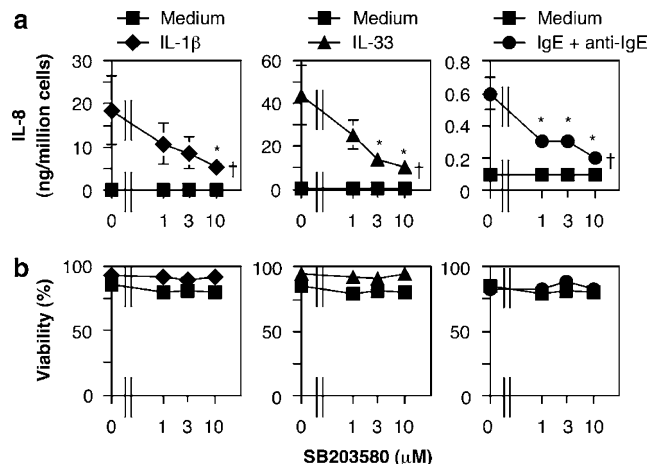 a
Medium
IL-1β
Medium
IL-33
Medium
IgE + anti-IgE
IL-8
(ng/million cells)
30
20
10
0
*
†
0 1 3 10
60
40
20
0
* *
†
0 1 3 10
0.8
0.6
0.4
0.2
0
* * *
†
0 1 3 10
b
Viability (%)
100
50
0
0 1 3 10
100
50
0
0 1 3 10
100
50
0
0 1 3 10
SB203580 (μM)